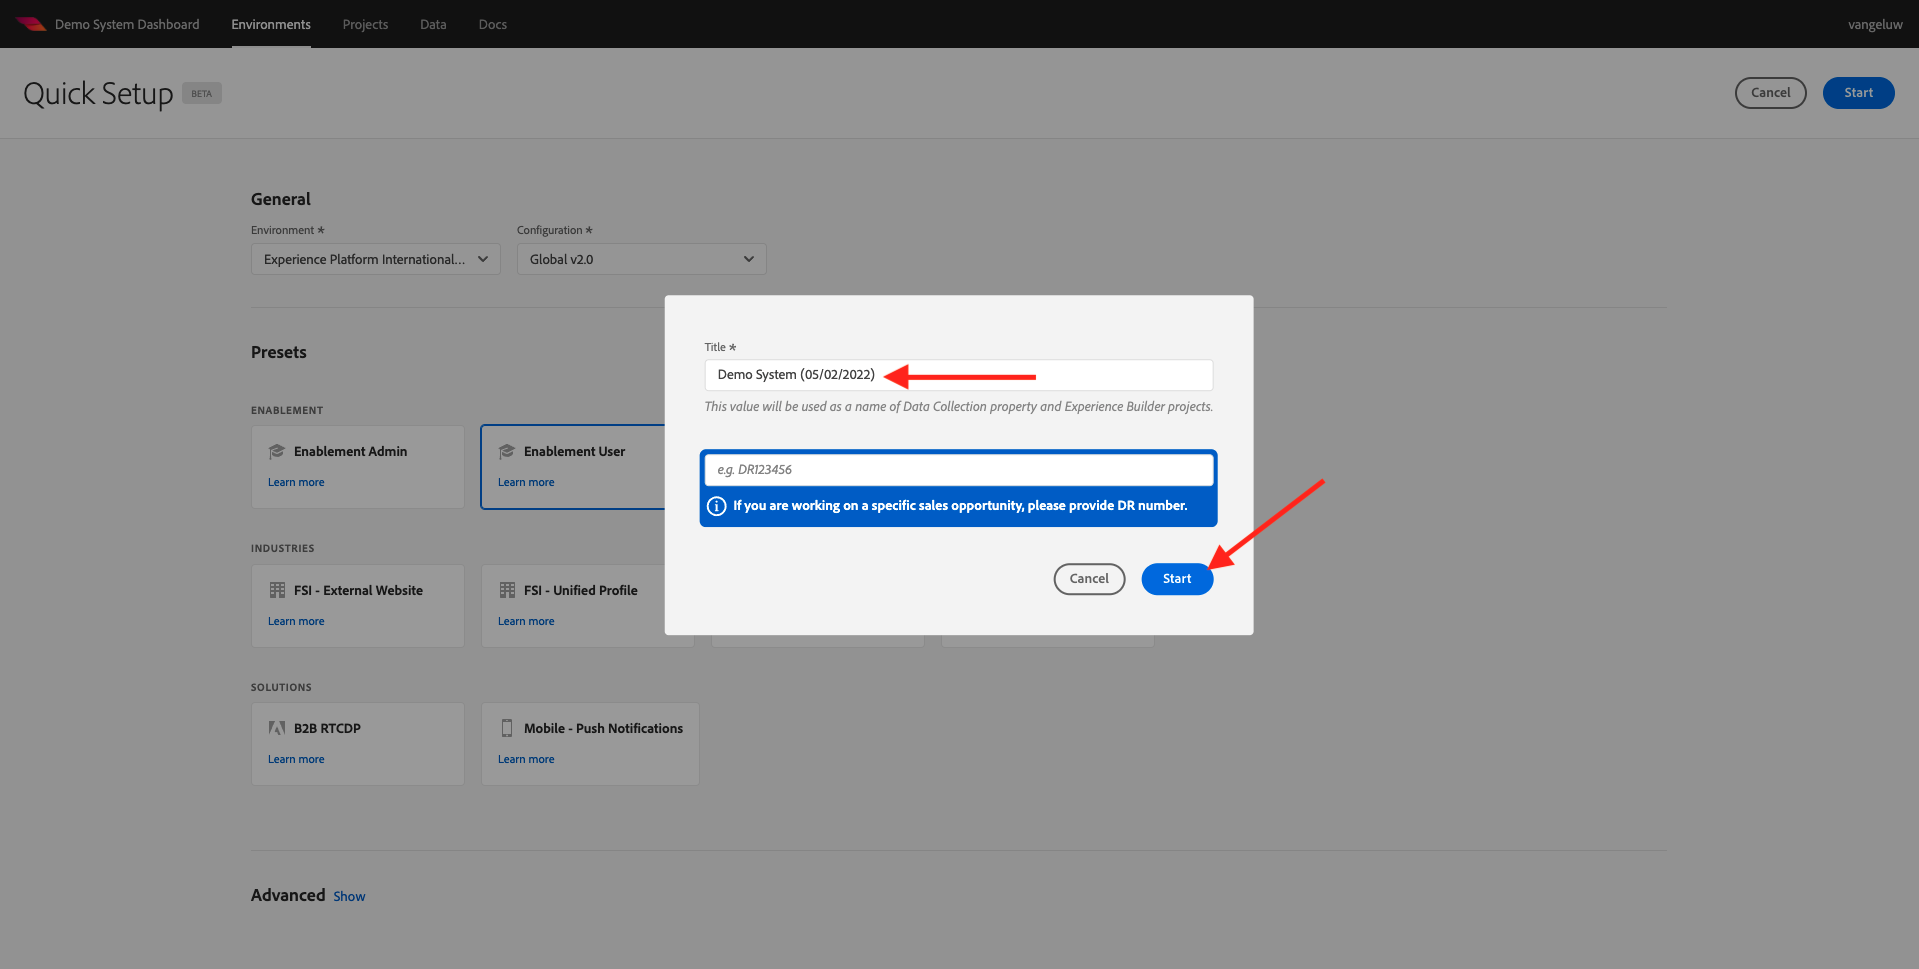 Demo System Dashboard Environments Projects Data Docs vangeluw
Quick Setup BETA Cancel Start
General
Environment * Configuration *
Experience Platform International... Global v2.0
Presets
Title *
Demo System (05/02/2022)
This value will be used as a name of Data Collection property and Experience Builder projects.
e.g. DR123456
If you are working on a specific sales opportunity, please provide DR number.
Cancel Start
ENABLEMENT
Enablement Admin Enablement User
Learn more Learn more
INDUSTRIES
FSI - External Website FSI - Unified Profile
Learn more Learn more
SOLUTIONS
B2B RTCDP Mobile - Push Notifications
Learn more Learn more
Advanced Show